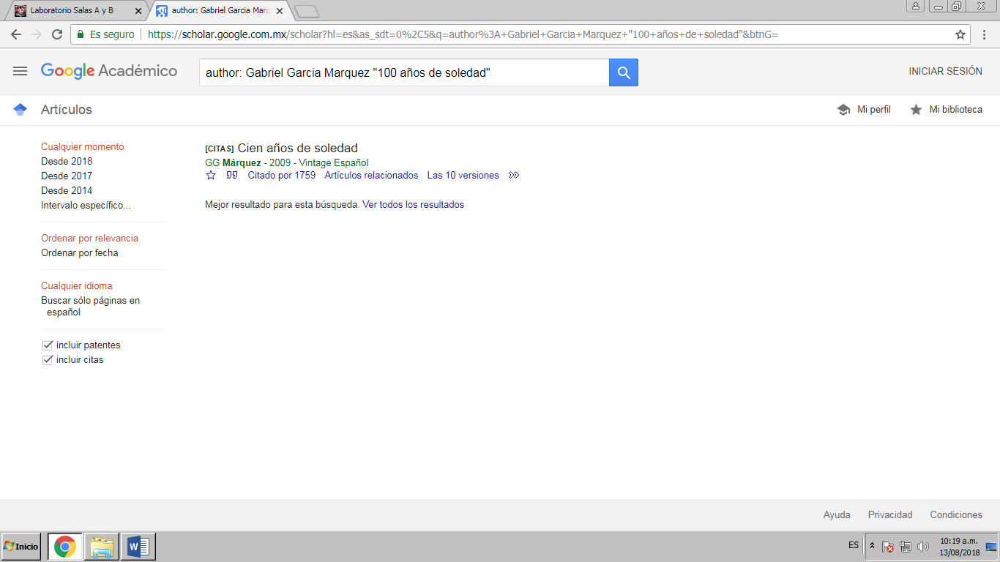 Laboratorio Salas A y B
author: Gabriel Garcia Marq
Es seguro
https://scholar.google.com.mx/scholar?hl=es&as_sdt=0%2C5&q=author%3A+Gabriel+Garcia+Marquez+"100+años+de+soledad"&btnG=
Google Académico
author: Gabriel Garcia Marquez "100 años de soledad"
INICIAR SESIÓN
Artículos
Mi perfil
Mi biblioteca
Cualquier momento
Desde 2018
Desde 2017
Desde 2014
Intervalo específico...
Ordenar por relevancia
Ordenar por fecha
Cualquier idioma
Buscar sólo páginas en
español
incluir patentes
incluir citas
[CITAS] Cien años de soledad
GG Márquez - 2009 - Vintage Español
Citado por 1759 Artículos relacionados Las 10 versiones
Mejor resultado para esta búsqueda. Ver todos los resultados
Ayuda Privacidad Condiciones
Inicio
ES
10:19 a.m.
13/08/2018